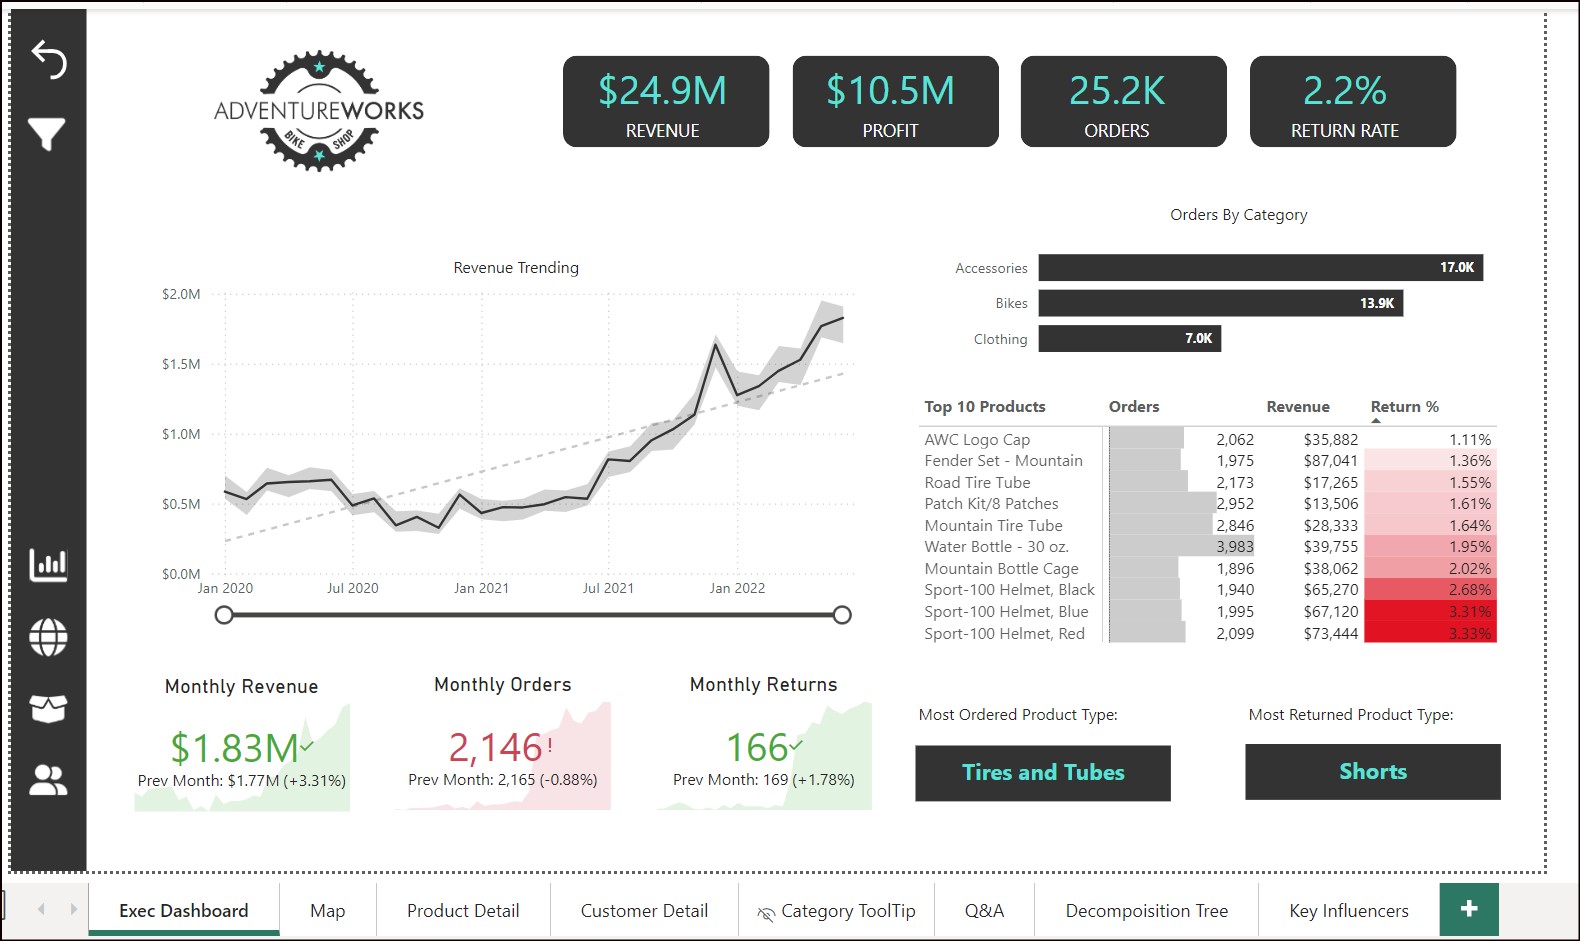 ADVENTUREWORKS
BIKE SHOP
$24.9M
REVENUE
$10.5M
PROFIT
25.2K
ORDERS
2.2%
RETURN RATE
Revenue Trending
$2.0M
$1.5M
$1.0M
$0.5M
$0.0M
Jan 2020 Jul 2020 Jan 2021 Jul 2021 Jan 2022
Orders By Category
Accessories 17.0K
Bikes 13.9K
Clothing 7.0K
Top 10 Products Orders Revenue Return %
AWC Logo Cap 2,062 $35,882 1.11%
Fender Set - Mountain 1,975 $87,041 1.36%
Road Tire Tube 2,173 $17,265 1.55%
Patch Kit/8 Patches 2,952 $13,506 1.61%
Mountain Tire Tube 2,846 $28,333 1.64%
Water Bottle - 30 oz. 3,983 $39,755 1.95%
Mountain Bottle Cage 1,896 $38,062 2.02%
Sport-100 Helmet, Black 1,940 $65,270 2.68%
Sport-100 Helmet, Blue 1,995 $67,120 3.31%
Sport-100 Helmet, Red 2,099 $73,444 3.33%
Monthly Revenue
$1.83M
Prev Month: $1.77M (+3.31%)
Monthly Orders
2,146!
Prev Month: 2,165 (-0.88%)
Monthly Returns
166
Prev Month: 169 (+1.78%)
Most Ordered Product Type:
Tires and Tubes
Most Returned Product Type:
Shorts
Exec Dashboard Map Product Detail Customer Detail Category ToolTip Q&A Decompoisition Tree Key Influencers +